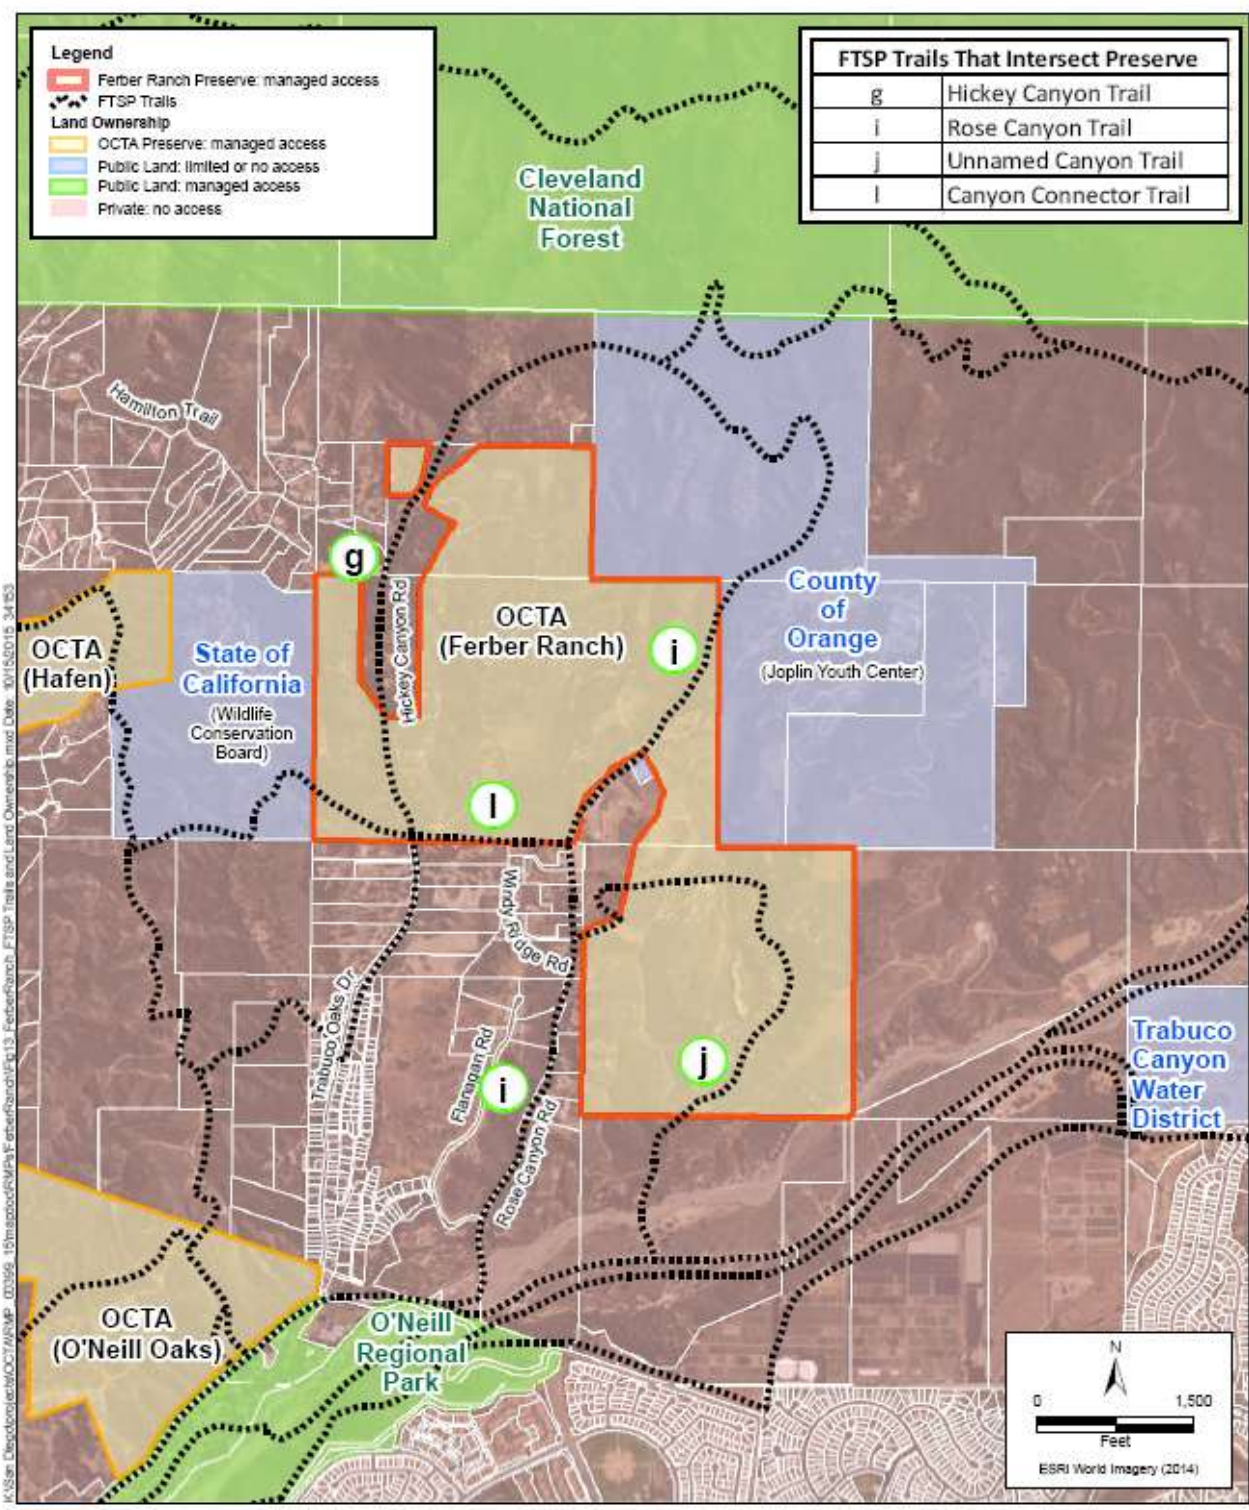 Legend
Ferber Ranch Preserve: managed access
FTSP Trails
Land Ownership
OCTA Preserve: managed access
Public Land: limited or no access
Public Land: managed access
Private: no access
FTSP Trails That Intersect Preserve
g Hickey Canyon Trail
i Rose Canyon Trail
j Unnamed Canyon Trail
l Canyon Connector Trail
Cleveland
National
Forest
Hamilton Trail
g
Hickey Canyon Rd
OCTA
(Ferber Ranch)
i
County
of
Orange
(Joplin Youth Center)
OCTA
(Hafen)
State of
California
(Wildlife
Conservation
Board)
l
Windy Ridge Rd
Trabuco Oaks Dr
Flanagan Rd
i
Rose Canyon Rd
j
Trabuco
Canyon
Water
District
OCTA
(O'Neill Oaks)
O'Neill
Regional
Park
N
0 1,500
Feet
ESRI World Imagery (2014)